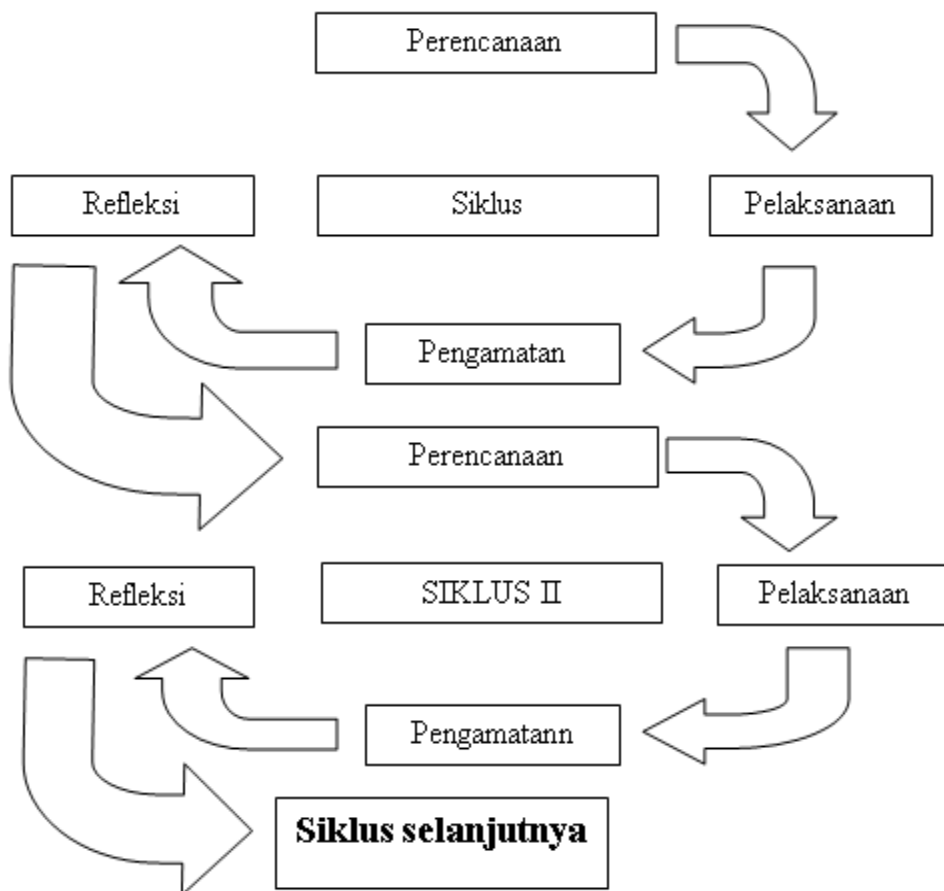 Perencanaan
Refleksi
Siklus
Pelaksanaan
Pengamatan
Perencanaan
Refleksi
SIKLUS II
Pelaksanaan
Pengamatann
Siklus selanjutnya